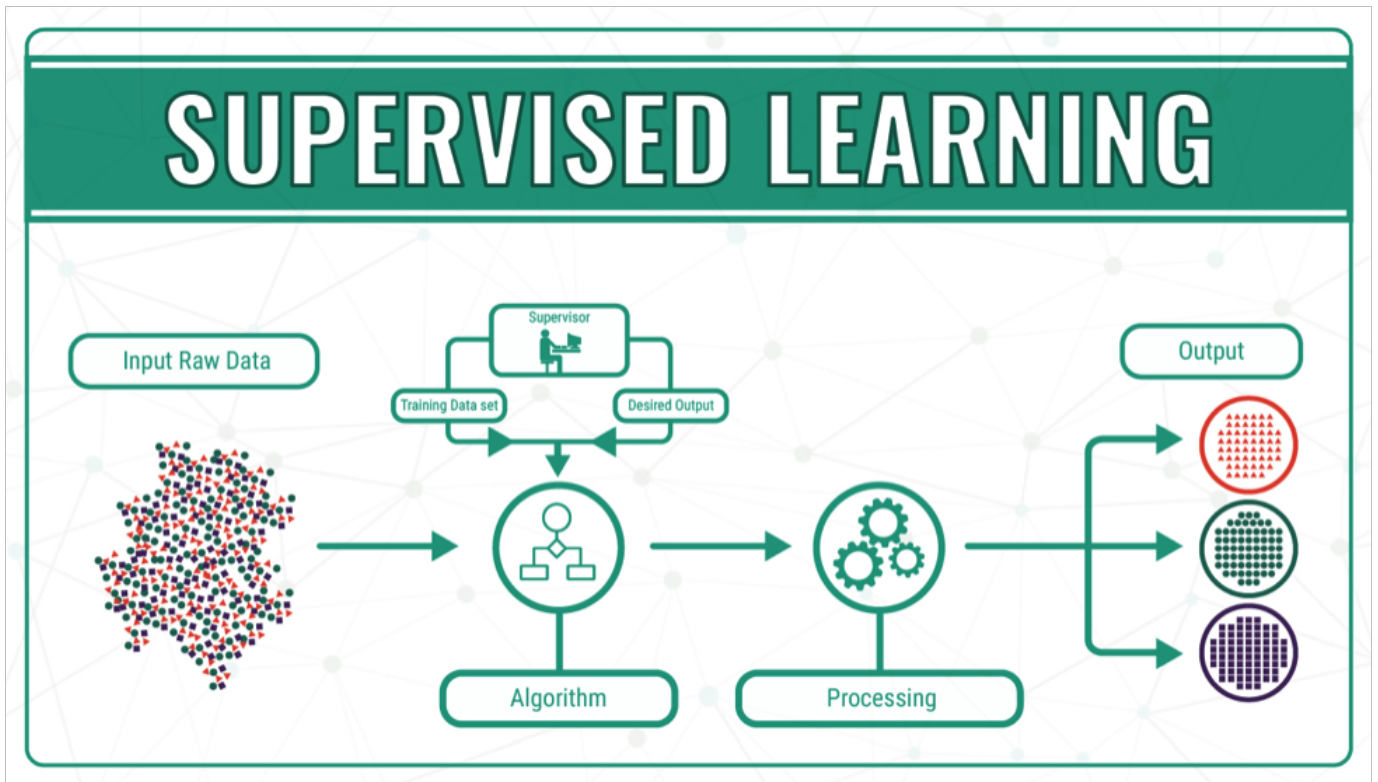 SUPERVISED LEARNING
Input Raw Data
Supervisor
Training Data set
Desired Output
Algorithm
Processing
Output